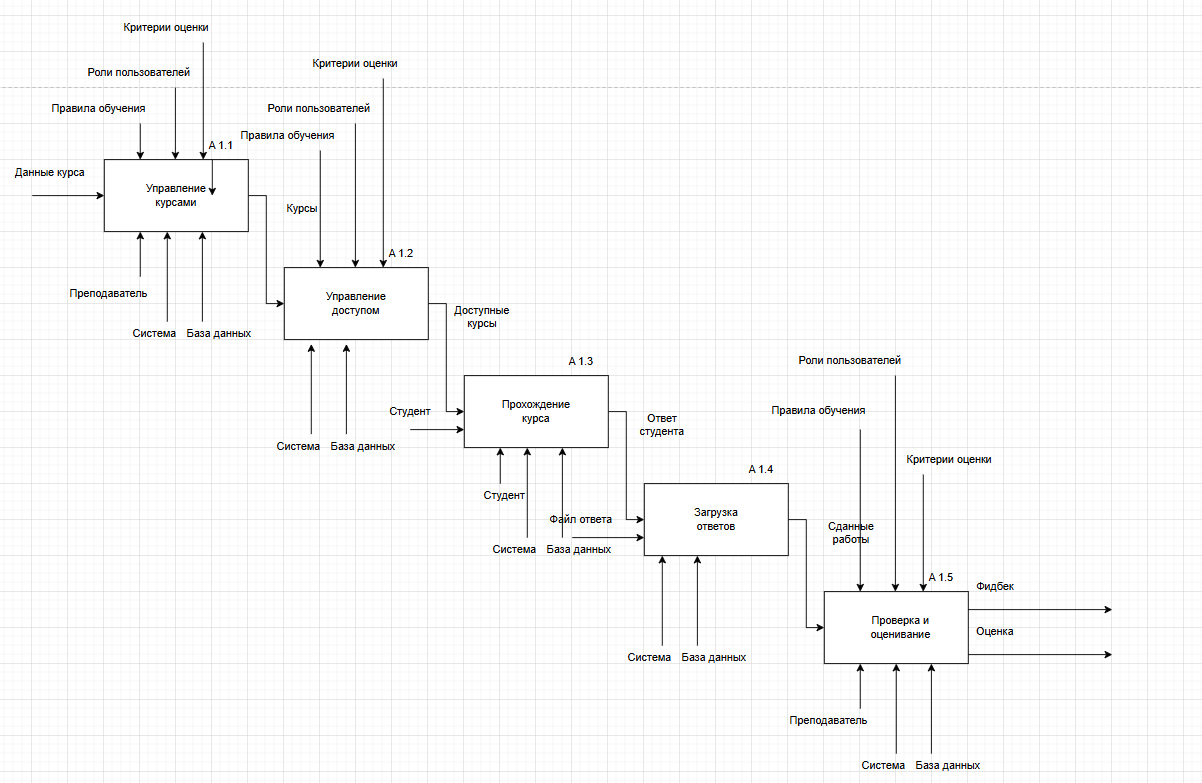 Критерии оценки
Критерии оценки
Роли пользователей
Роли пользователей
Правила обучения
Правила обучения
А 1.1
Данные курса
Управление
курсами
Курсы
А 1.2
Преподаватель
Управление
доступом
Доступные
курсы
Система
База данных
А 1.3
Роли пользователей
Прохождение
курса
Студент
Правила обучения
Ответ
студента
Система
База данных
Критерии оценки
А 1.4
Студент
Файл ответа
Загрузка
ответов
Сданные
работы
Система
База данных
А 1.5
Фидбек
Проверка и
оценивание
Оценка
Система
База данных
Преподаватель
Система
База данных